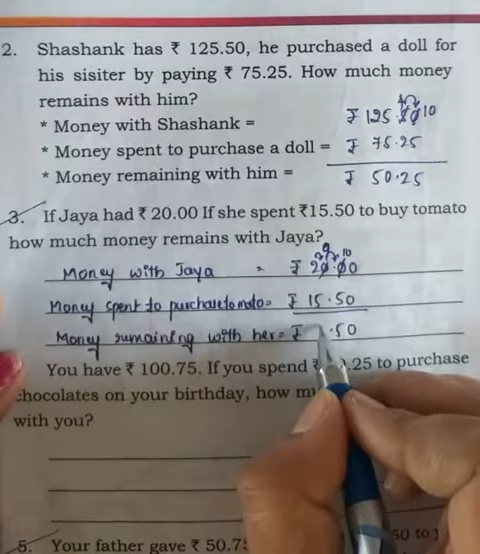 2. Shashank has ₹ 125.50, he purchased a doll for
his sisiter by paying ₹ 75.25. How much money
remains with him?
* Money with Shashank = ₹ 125.50 10
* Money spent to purchase a doll = ₹ 75.25
* Money remaining with him = ₹ 50.25
3. If Jaya had ₹ 20.00 If she spent ₹15.50 to buy tomato
how much money remains with Jaya?
Money with Jaya = ₹ 20.00
Money spent to purchase tomato = ₹ 15.50
Money remaining with her = ₹ .50
You have ₹ 100.75. If you spend ₹ .25 to purchase
chocolates on your birthday, how
with you?
5. Your father gave ₹ 50.75 50 to